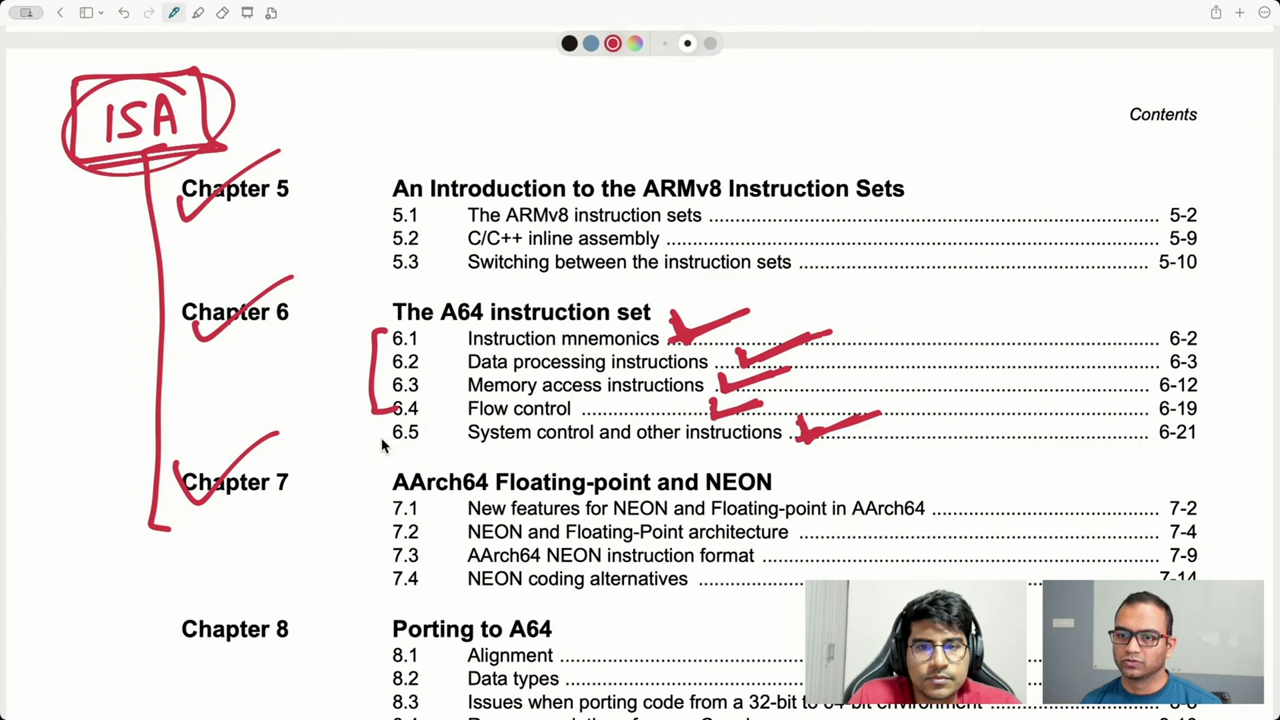 Contents
ISA
Chapter 5 An Introduction to the ARMv8 Instruction Sets
5.1 The ARMv8 instruction sets ........ 5-2
5.2 C/C++ inline assembly ........ 5-9
5.3 Switching between the instruction sets ........ 5-10
Chapter 6 The A64 instruction set
6.1 Instruction mnemonics ........ 6-2
6.2 Data processing instructions ........ 6-3
6.3 Memory access instructions ........ 6-12
6.4 Flow control ........ 6-19
6.5 System control and other instructions ........ 6-21
Chapter 7 AArch64 Floating-point and NEON
7.1 New features for NEON and Floating-point in AArch64 ........ 7-2
7.2 NEON and Floating-Point architecture ........ 7-4
7.3 AArch64 NEON instruction format ........ 7-9
7.4 NEON coding alternatives ........ 7-14
Chapter 8 Porting to A64
8.1 Alignment ........
8.2 Data types ........
8.3 Issues when porting code from a 32-bit to 64-bit environment ........